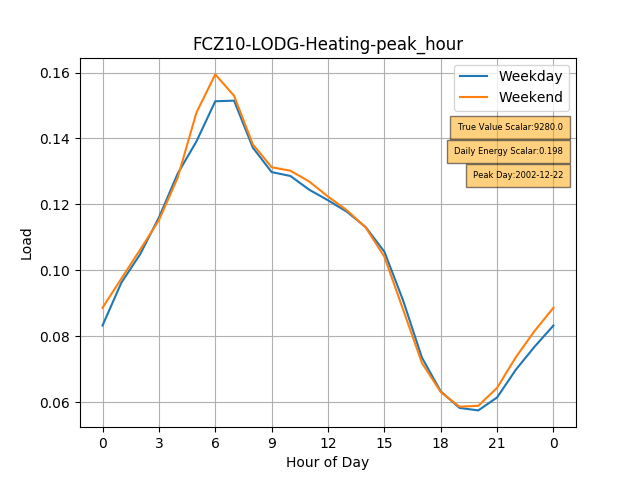 FCZ10-LODG-Heating-peak_hour
Weekday
Weekend
True Value Scalar:9280.0
Daily Energy Scalar:0.198
Peak Day:2002-12-22
0.16
0.14
0.12
0.10
0.08
0.06
Load
0 3 6 9 12 15 18 21 0
Hour of Day